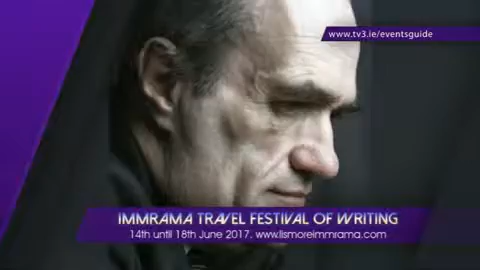 www.tv3.ie/eventsguide
IMMRAMA TRAVEL FESTIVAL OF WRITING
14th until 18th June 2017. www.lismoreimmrama.com